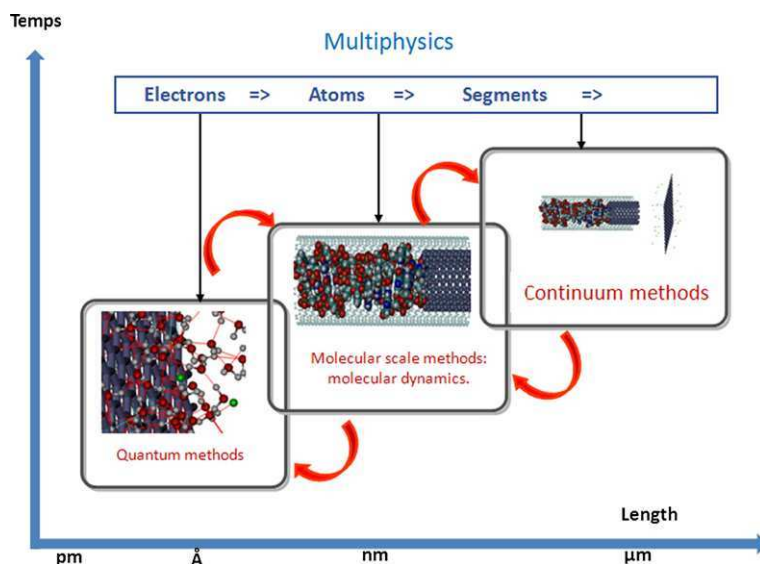 Temps
Multiphysics
Electrons => Atoms => Segments =>
Continuum methods
Molecular scale methods:
molecular dynamics.
Quantum methods
Length
pm Å nm μm